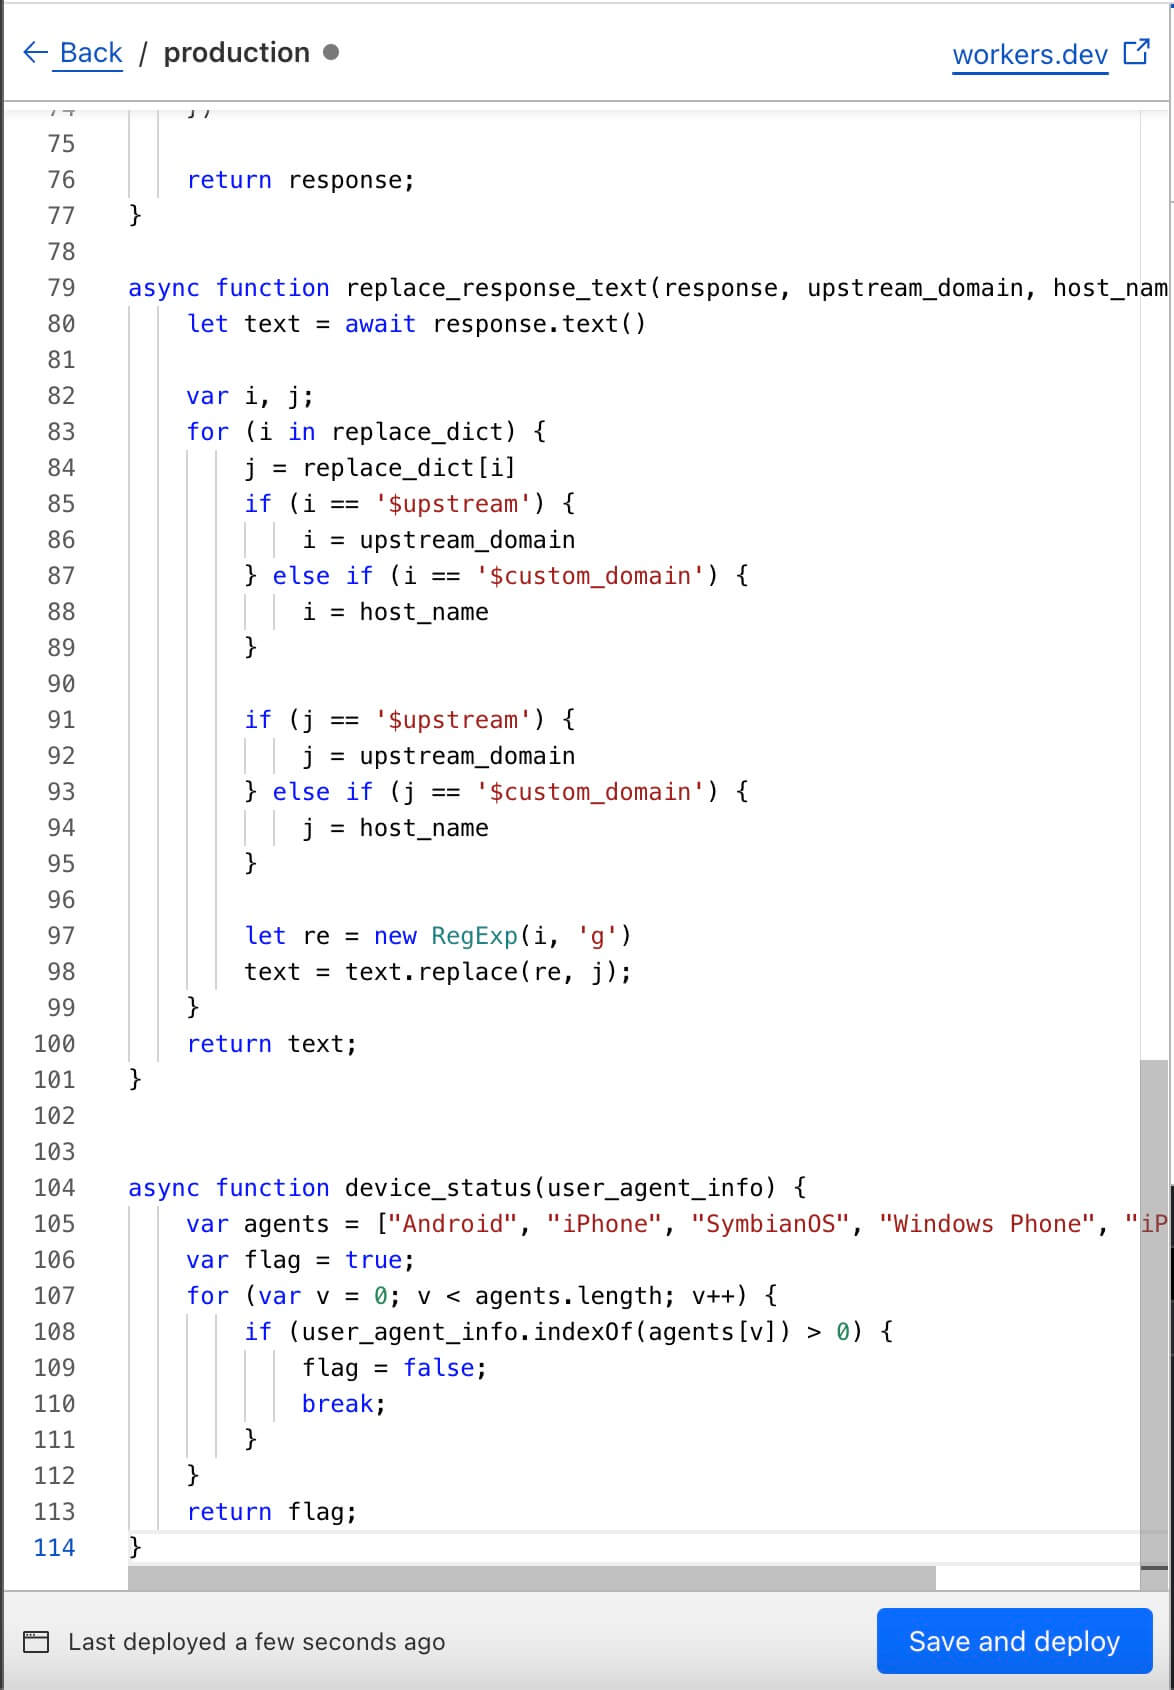 ← Back / production ●
workers.dev
75
76 return response;
77 }
78
79 async function replace_response_text(response, upstream_domain, host_nam
80 let text = await response.text()
81
82 var i, j;
83 for (i in replace_dict) {
84 j = replace_dict[i]
85 if (i == '$upstream') {
86 i = upstream_domain
87 } else if (i == '$custom_domain') {
88 i = host_name
89 }
90
91 if (j == '$upstream') {
92 j = upstream_domain
93 } else if (j == '$custom_domain') {
94 j = host_name
95 }
96
97 let re = new RegExp(i, 'g')
98 text = text.replace(re, j);
99 }
100 return text;
101 }
102
103
104 async function device_status(user_agent_info) {
105 var agents = ["Android", "iPhone", "SymbianOS", "Windows Phone", "iP
106 var flag = true;
107 for (var v = 0; v < agents.length; v++) {
108 if (user_agent_info.indexOf(agents[v]) > 0) {
109 flag = false;
110 break;
111 }
112 }
113 return flag;
114 }
Last deployed a few seconds ago
Save and deploy